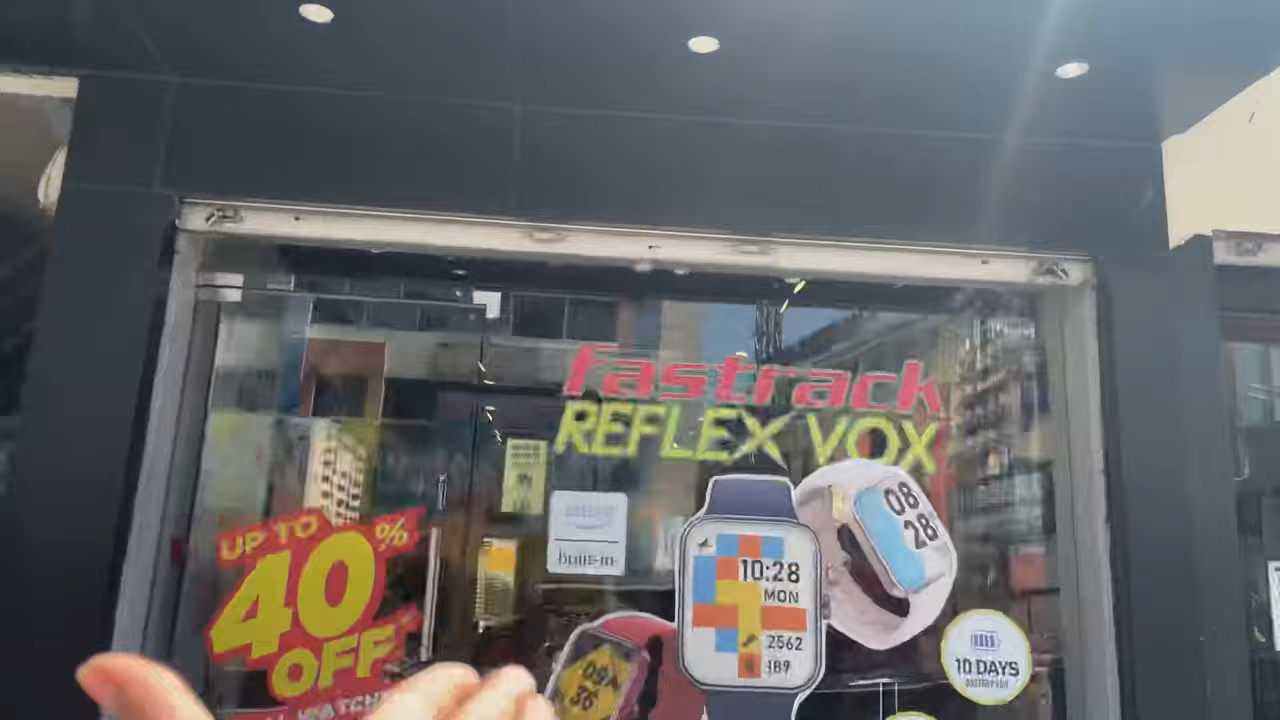 fastrack
REFLEX VOX
UP TO
40%
OFF*
built-in
10:28
MON
2562
189
08
28
10 DAYS